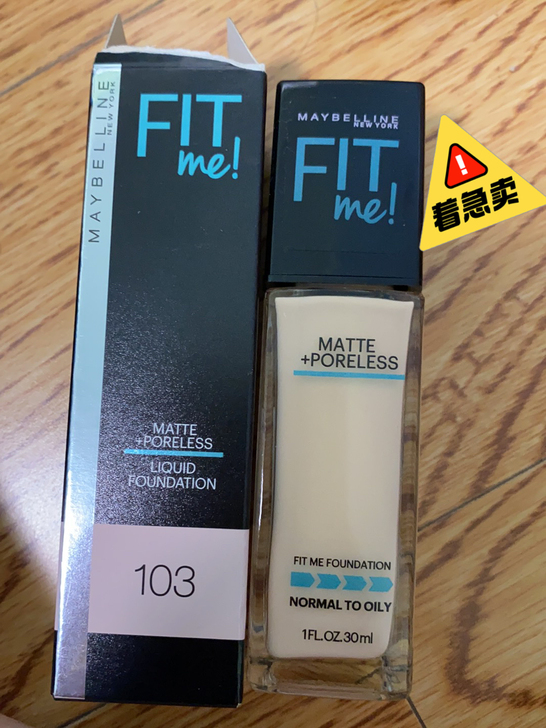 MAYBELLINE
NEW YORK
FIT
me!
MATTE
+PORELESS
LIQUID
FOUNDATION
103
MAYBELLINE
NEW YORK
FIT
me!
MATTE
+PORELESS
FIT ME FOUNDATION
NORMAL TO OILY
1FL.OZ.30ml
!
着急卖